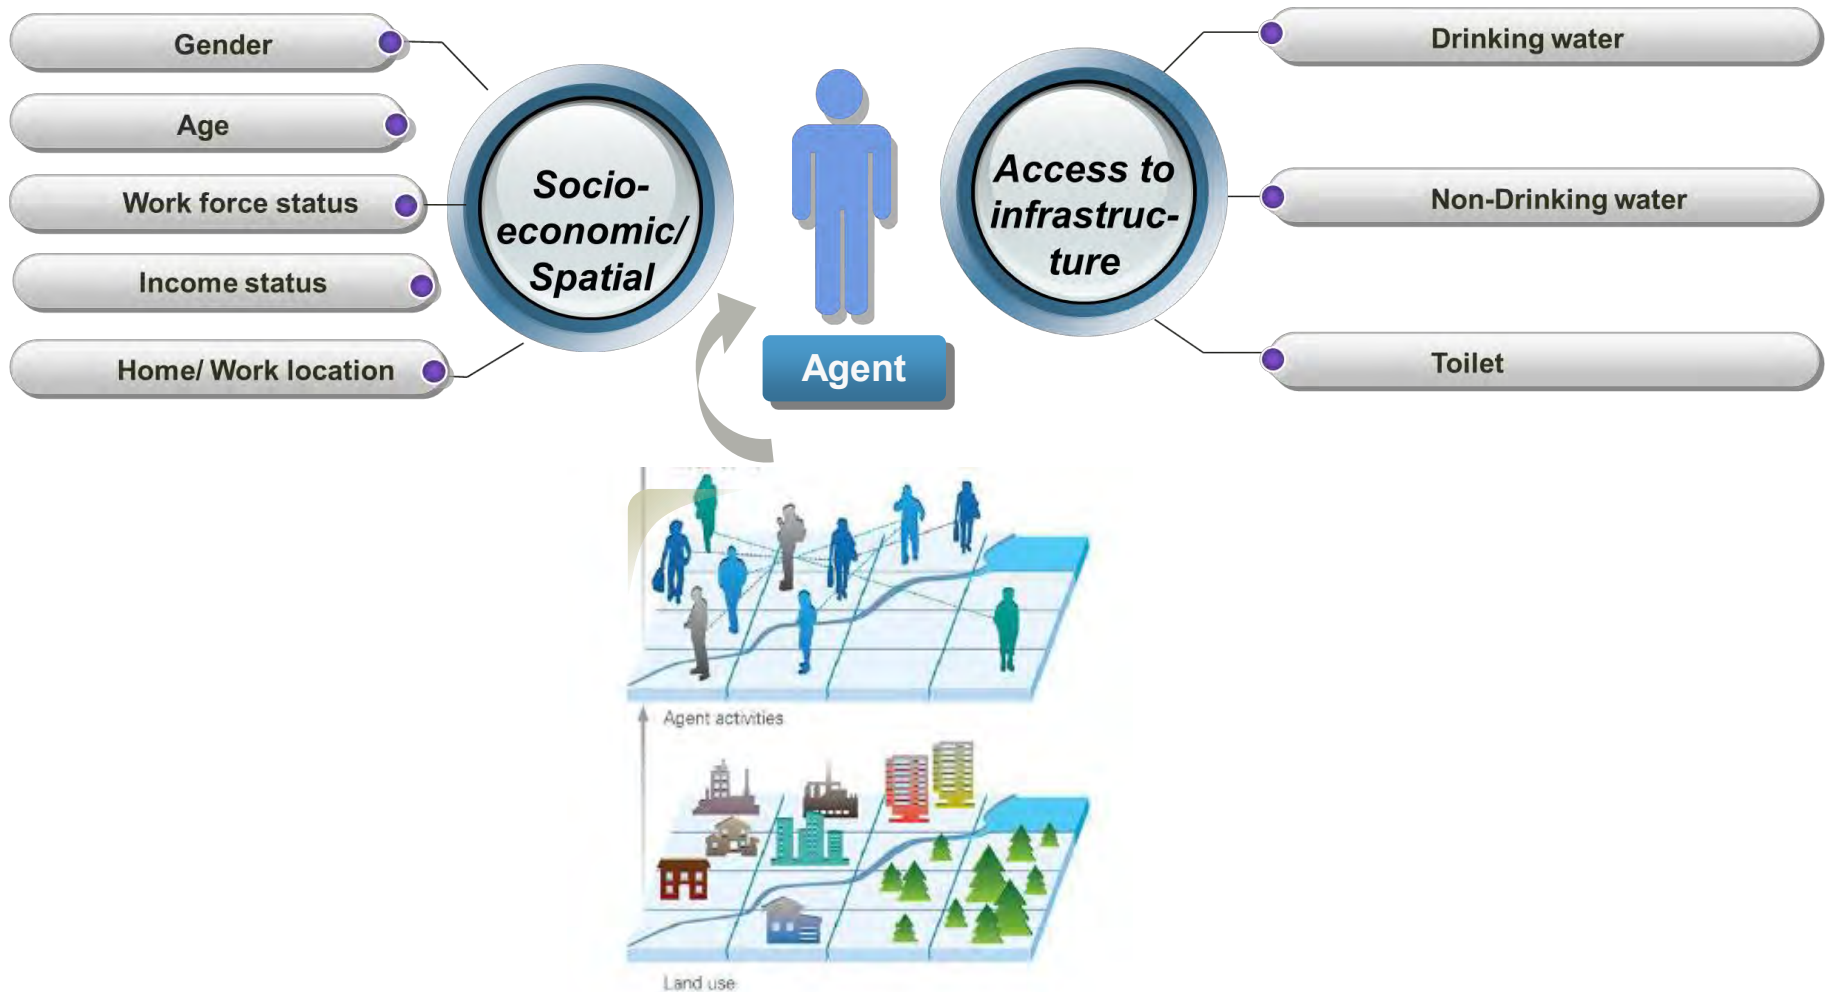 Gender
Age
Work force status
Income status
Home/ Work location
Socio-
economic/
Spatial
Agent
Access to
infrastruc-
ture
Drinking water
Non-Drinking water
Toilet
Agent activities
Land use